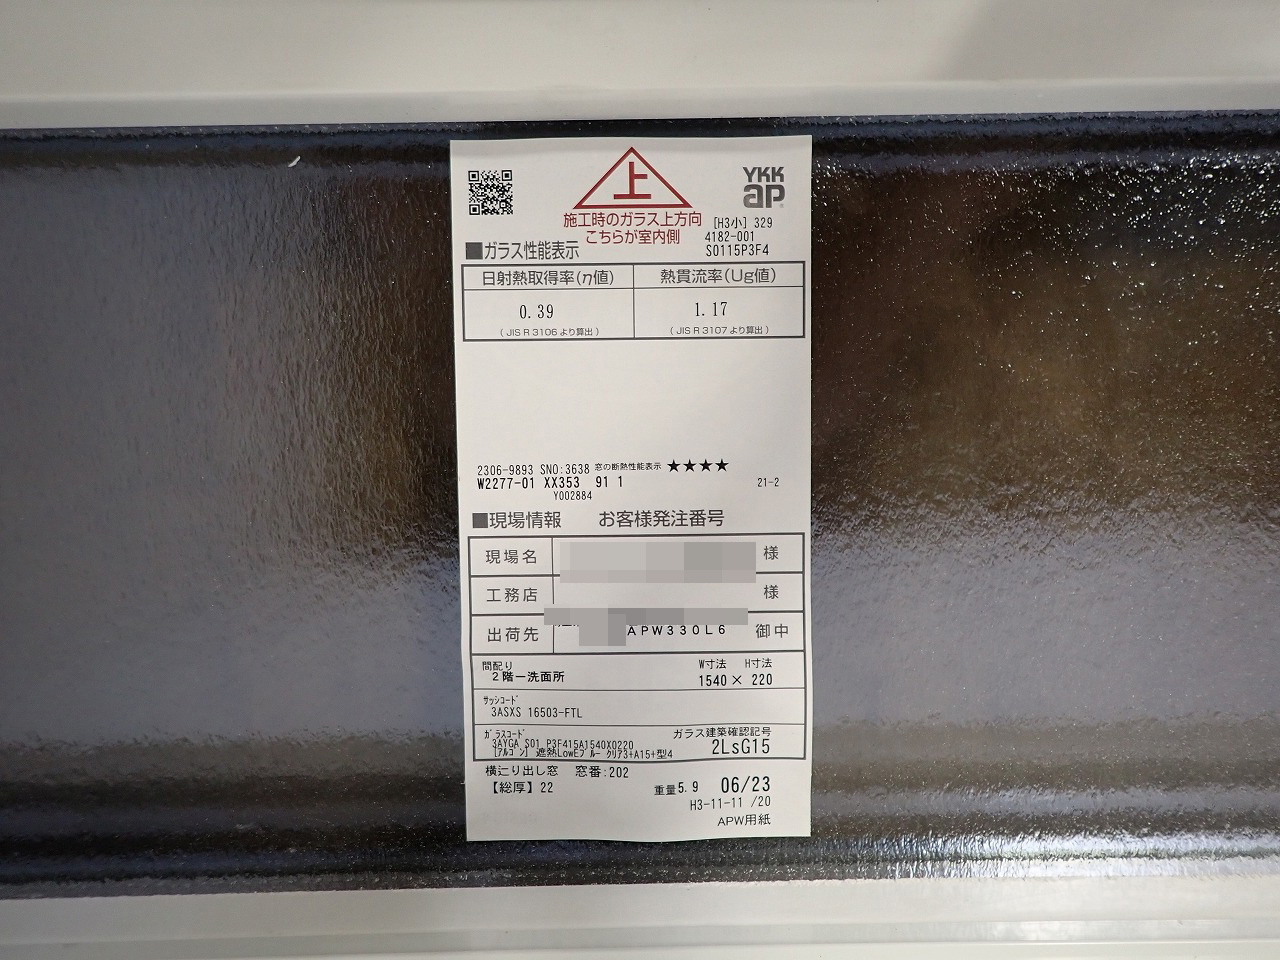 上
YKK
ap
施工時のガラス上方向
こちらが室内側
[H3小] 329
4182-001
S0115P3F4
■ガラス性能表示
日射熱取得率(η値) 熱貫流率(Ug値)
0.39 1.17
(JIS R 3106より算出) (JIS R 3107より算出)
2306-9893 SNO:3638 窓の断熱性能表示 ★★★★
W2277-01 XX353 91 1 21-2
Y002884
■現場情報 お客様発注番号
現場名 様
工務店 様
出荷先 APW330L6 御中
間配り W寸法 H寸法
2階ー洗面所 1540 × 220
サッシコード
3ASXS 16503-FTL
ガラスコード ガラス建築確認記号
3AYGA S01 P3F415A1540X0220 2LsG15
[アルゴン] 遮熱LowEブルー クリア3+A15+型4
横辷り出し窓 窓番:202
【総厚】22 重量5.9 06/23
H3-11-11 /20
APW用紙